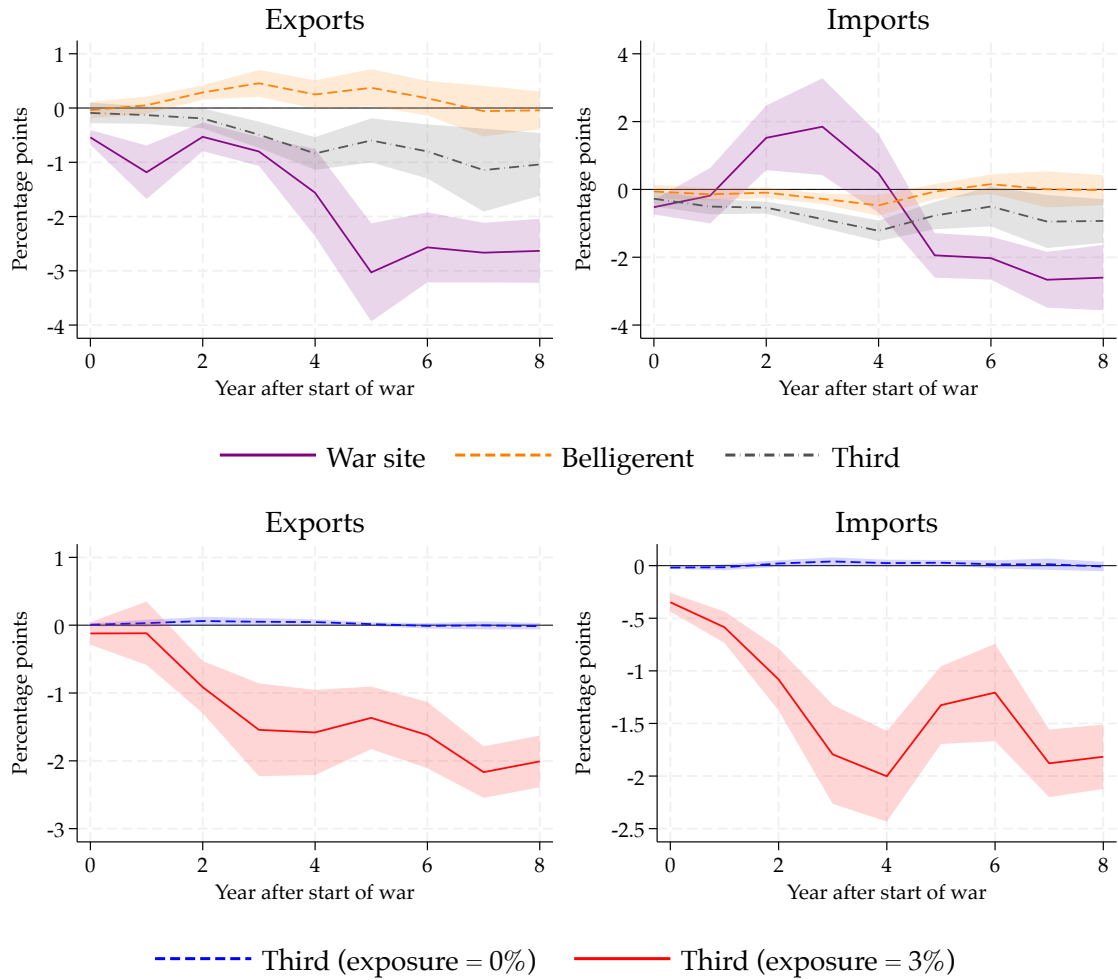 Exports
Imports
Percentage points
1
0
-1
-2
-3
-4
0 2 4 6 8
Year after start of war
Percentage points
4
2
0
-2
-4
0 2 4 6 8
Year after start of war
War site Belligerent Third
Exports
Imports
Percentage points
1
0
-1
-2
-3
0 2 4 6 8
Year after start of war
Percentage points
0
-.5
-1
-1.5
-2
-2.5
0 2 4 6 8
Year after start of war
Third (exposure = 0%) Third (exposure = 3%)